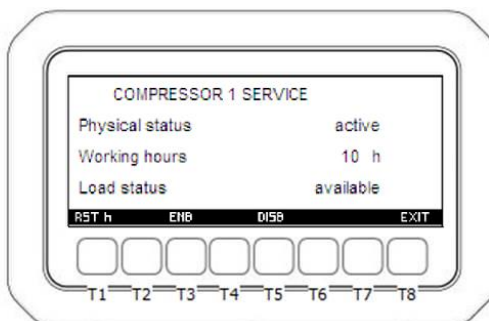 COMPRESSOR 1 SERVICE
Physical status active
Working hours 10 h
Load status available
RST h ENB DISB EXIT
T1 T2 T3 T4 T5 T6 T7 T8